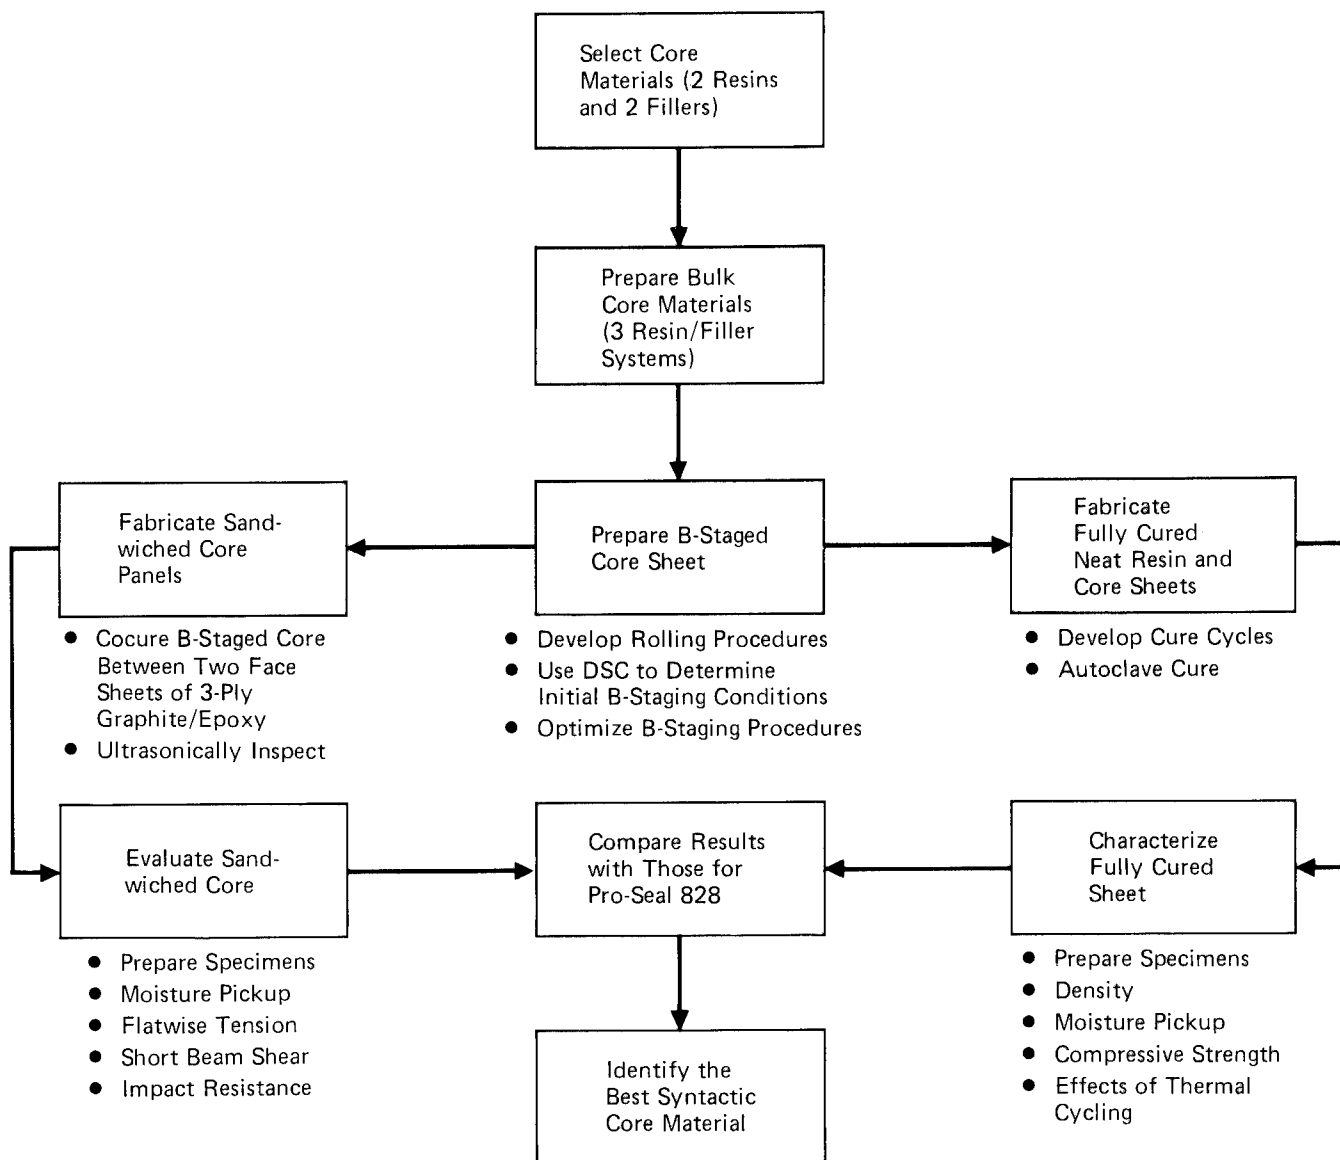 Select Core
Materials (2 Resins
and 2 Fillers)
Prepare Bulk
Core Materials
(3 Resin/Filler
Systems)
Fabricate Sand-
wiched Core
Panels
● Cocure B-Staged Core
Between Two Face
Sheets of 3-Ply
Graphite/Epoxy
● Ultrasonically Inspect
Prepare B-Staged
Core Sheet
● Develop Rolling Procedures
● Use DSC to Determine
Initial B-Staging Conditions
● Optimize B-Staging Procedures
Fabricate
Fully Cured
Neat Resin and
Core Sheets
● Develop Cure Cycles
● Autoclave Cure
Evaluate Sand-
wiched Core
● Prepare Specimens
● Moisture Pickup
● Flatwise Tension
● Short Beam Shear
● Impact Resistance
Compare Results
with Those for
Pro-Seal 828
Characterize
Fully Cured
Sheet
● Prepare Specimens
● Density
● Moisture Pickup
● Compressive Strength
● Effects of Thermal
Cycling
Identify the
Best Syntactic
Core Material